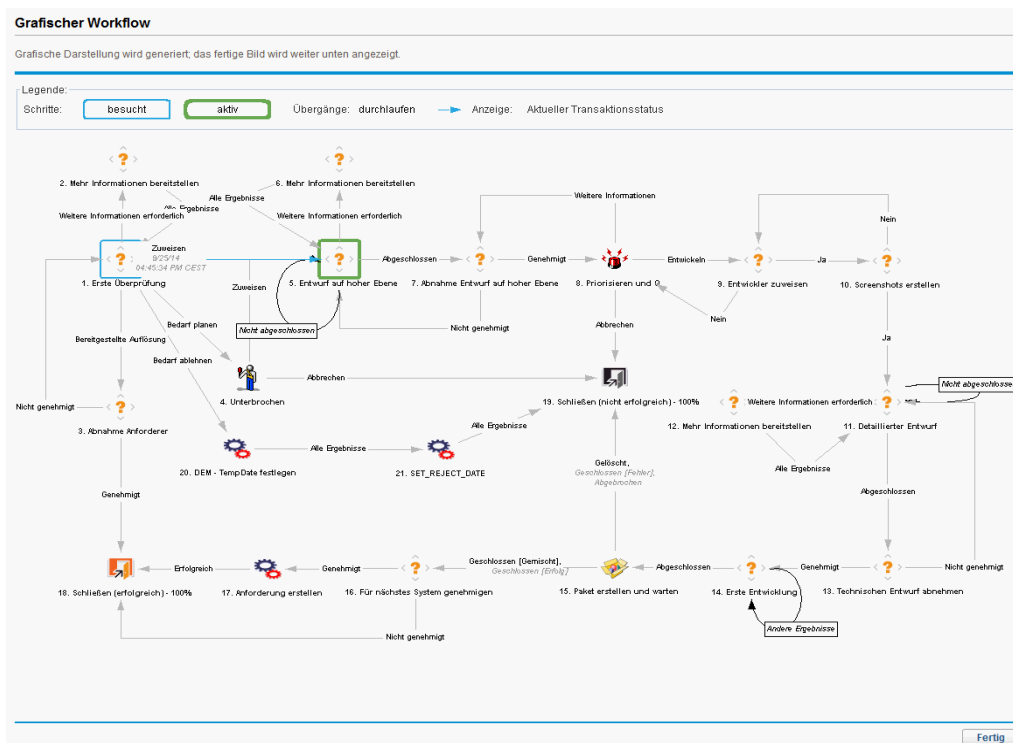 Grafischer Workflow
Grafische Darstellung wird generiert; das fertige Bild wird weiter unten angezeigt.
Legende:
Schritte: besucht aktiv Übergänge: durchlaufen Anzeige: Aktueller Transaktionsstatus
2. Mehr Informationen bereitstellen
6. Mehr Informationen bereitstellen
Alle Ergebnisse
Alle Ergebnisse
Weitere Informationen
Weitere Informationen erforderlich
Weitere Informationen erforderlich
Nein
Zuweisen
9/25/14
04:45:34 PM CEST
Abgeschlossen
Genehmigt
Entwickeln
Ja
1. Erste Überprüfung
Zuweisen
5. Entwurf auf hoher Ebene
7. Abnahme Entwurf auf hoher Ebene
8. Priorisieren und G
9. Entwickler zuweisen
10. Screenshots erstellen
Nein
Bedarf planen
Nicht abgeschlossen
Nicht genehmigt
Abbrechen
Bereitgestellte Auflösung
Ja
Bedarf ablehnen
Abbrechen
Nicht abgeschlossen
4. Unterbrochen
19. Schließen (nicht erfolgreich) - 100%
Weitere Informationen erforderlich
Nicht genehmigt
3. Abnahme Anforderer
12. Mehr Informationen bereitstellen
11. Detaillierter Entwurf
Alle Ergebnisse
Alle Ergebnisse
20. DEM - TempDate festlegen
21. SET_REJECT_DATE
Gelöscht,
Geschlossen [Fehler],
Abgebrochen
Alle Ergebnisse
Genehmigt
Abgeschlossen
Erfolgreich
Genehmigt
Geschlossen [Gemischt],
Geschlossen [Erfolg]
Abgeschlossen
Genehmigt
Nicht genehmigt
18. Schließen (erfolgreich) - 100%
17. Anforderung erstellen
16. Für nächstes System genehmigen
15. Paket erstellen und warten
14. Erste Entwicklung
13. Technischen Entwurf abnehmen
Andere Ergebnisse
Nicht genehmigt
Fertig